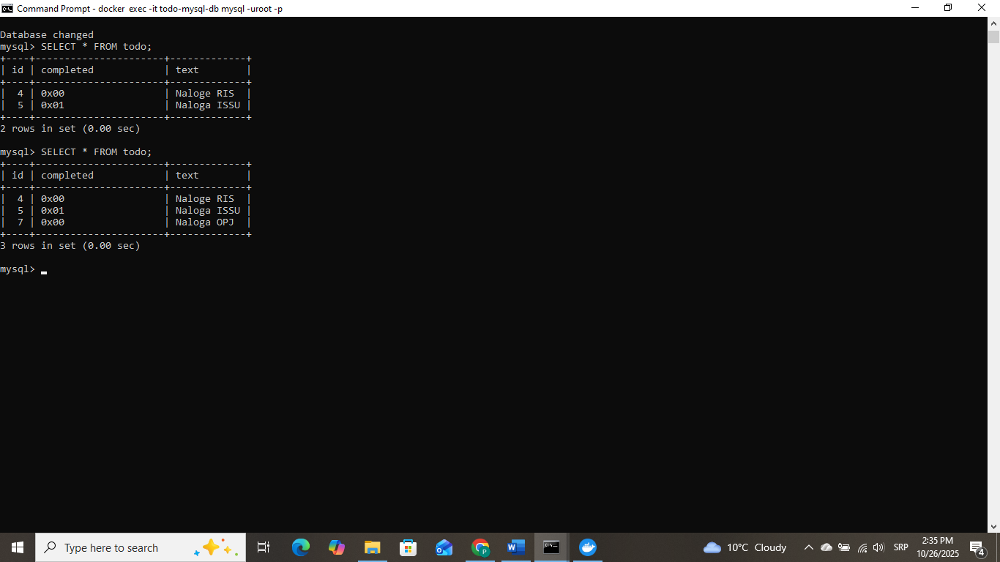 Command Prompt - docker  exec -it todo-mysql-db mysql -uroot -p
Database changed
mysql> SELECT * FROM todo;
+----+----------------------+-------------+
| id | completed            | text        |
+----+----------------------+-------------+
|  4 | 0x00                 | Naloge RIS  |
|  5 | 0x01                 | Naloga ISSU |
+----+----------------------+-------------+
2 rows in set (0.00 sec)
mysql> SELECT * FROM todo;
+----+----------------------+-------------+
| id | completed            | text        |
+----+----------------------+-------------+
|  4 | 0x00                 | Naloge RIS  |
|  5 | 0x01                 | Naloga ISSU |
|  7 | 0x00                 | Naloga OPJ  |
+----+----------------------+-------------+
3 rows in set (0.00 sec)
mysql> _
Type here to search
10°C Cloudy
SRP
2:35 PM
10/26/2025
4